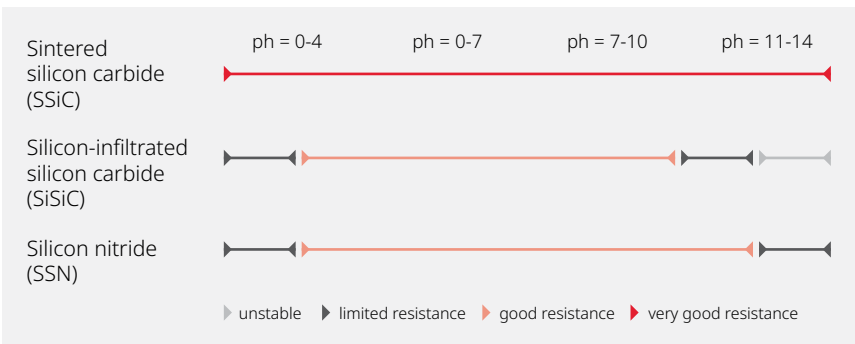 ph = 0-4 ph = 0-7 ph = 7-10 ph = 11-14
Sintered
silicon carbide
(SSiC)
Silicon-infiltrated
silicon carbide
(SiSiC)
Silicon nitride
(SSN)
unstable limited resistance good resistance very good resistance